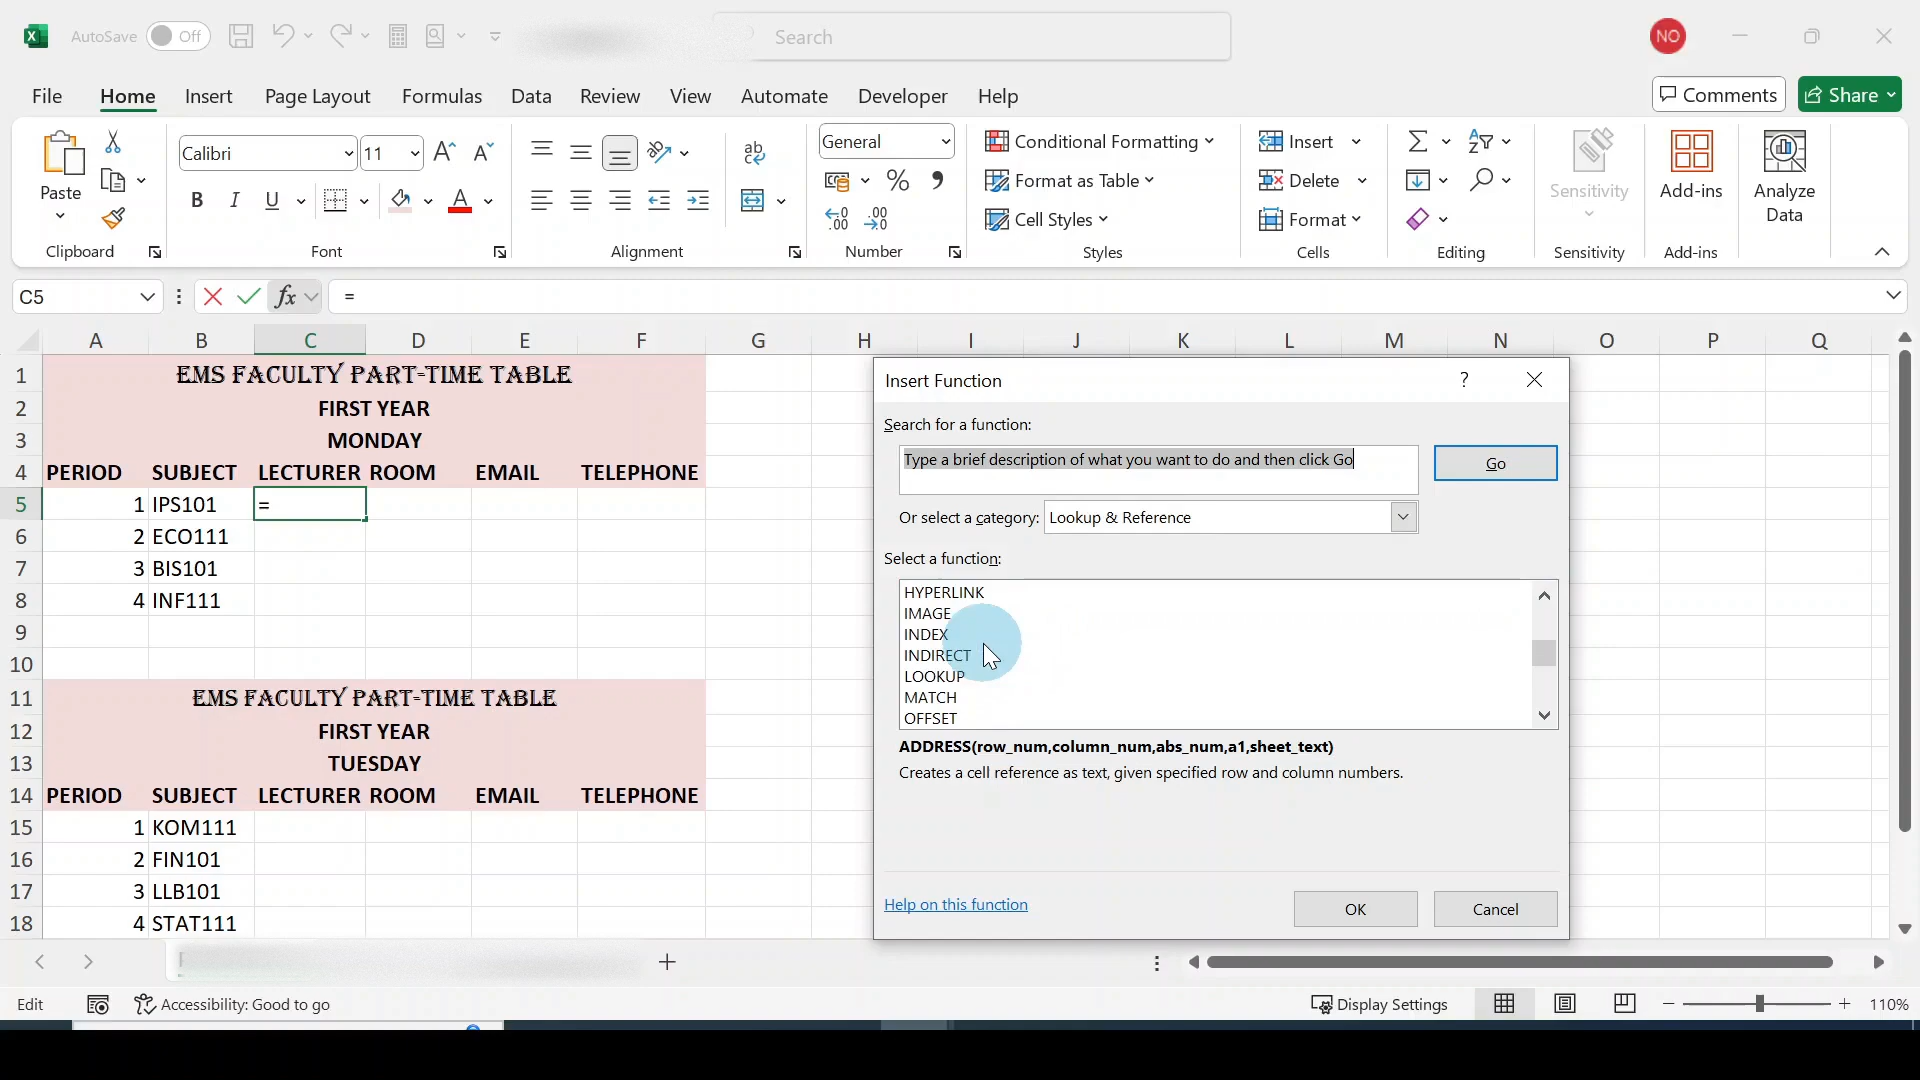 AutoSave Off Search NO
File Home Insert Page Layout Formulas Data Review View Automate Developer Help Comments Share
Paste Calibri 11 General Conditional Formatting Insert Sensitivity Add-ins Analyze Data
Format as Table Delete
B I U Cell Styles Format
Clipboard Font Alignment Number Styles Cells Editing Sensitivity Add-ins
C5 fx =
A B C D E F G H I J K L M N O P Q
1 EMS FACULTY PART-TIME TABLE
2 FIRST YEAR
3 MONDAY
4 PERIOD SUBJECT LECTURER ROOM EMAIL TELEPHONE
5 1 IPS101 =
6 2 ECO111
7 3 BIS101
8 4 INF111
9
10
11 EMS FACULTY PART-TIME TABLE
12 FIRST YEAR
13 TUESDAY
14 PERIOD SUBJECT LECTURER ROOM EMAIL TELEPHONE
15 1 KOM111
16 2 FIN101
17 3 LLB101
18 4 STAT111
Insert Function ?
Search for a function:
Type a brief description of what you want to do and then click Go Go
Or select a category: Lookup & Reference
Select a function:
HYPERLINK
IMAGE
INDEX
INDIRECT
LOOKUP
MATCH
OFFSET
ADDRESS(row_num,column_num,abs_num,a1,sheet_text)
Creates a cell reference as text, given specified row and column numbers.
Help on this function OK Cancel
Edit Accessibility: Good to go Display Settings 110%